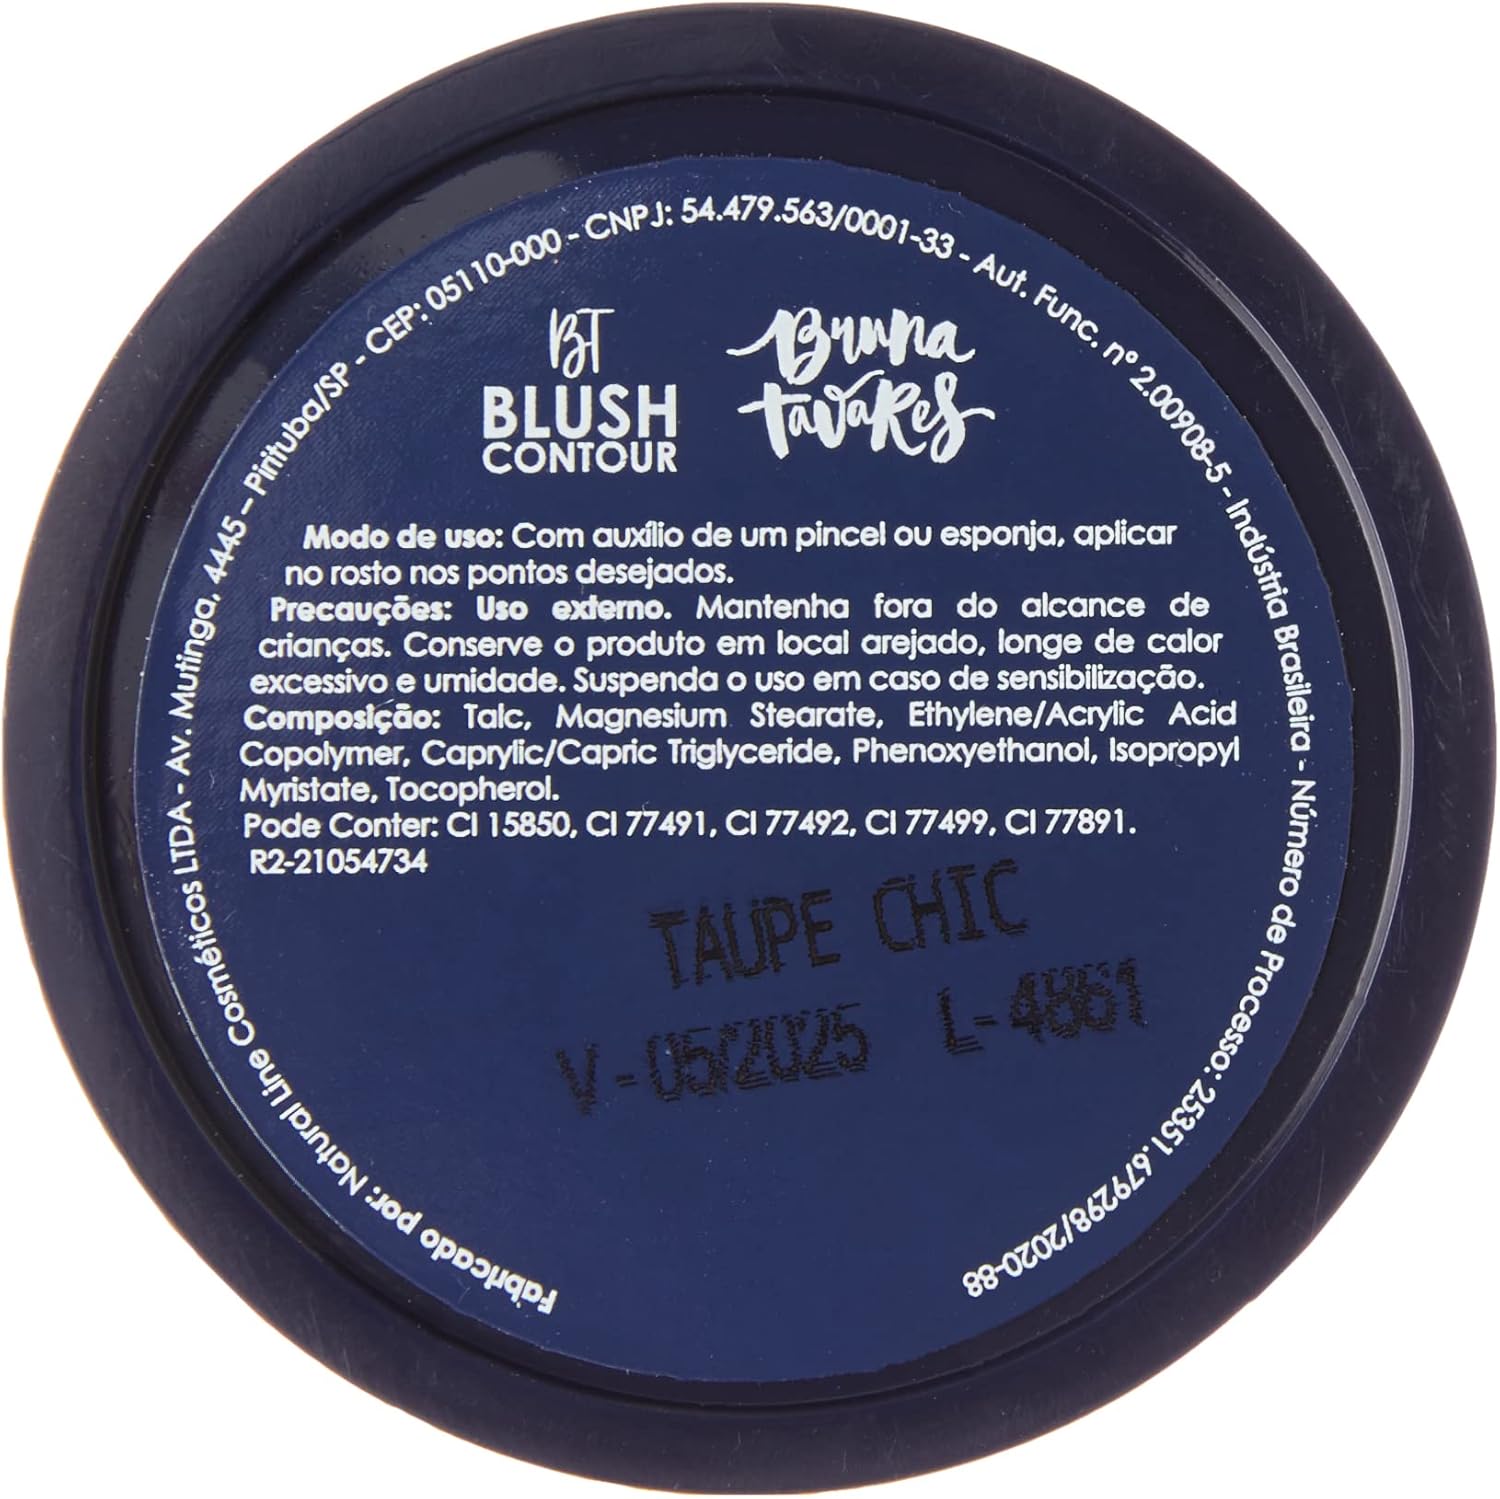 Fabricado por: Natural Line Cosméticos LTDA - Av. Mutinga, 4445 – Pirituba/SP - CEP: 05110-000 - CNPJ: 54.479.563/0001-33 - Aut. Func. nº 2.00908-5 - Indústria Brasileira - Número de Processo: 25351.679298/2020-88
BT
BLUSH
CONTOUR
Bruna
tavares
Modo de uso: Com auxílio de um pincel ou esponja, aplicar
no rosto nos pontos desejados.
Precauções: Uso externo. Mantenha fora do alcance de
crianças. Conserve o produto em local arejado, longe de calor
excessivo e umidade. Suspenda o uso em caso de sensibilização.
Composição: Talc, Magnesium Stearate, Ethylene/Acrylic Acid
Copolymer, Caprylic/Capric Triglyceride, Phenoxyethanol, Isopropyl
Myristate, Tocopherol.
Pode Conter: CI 15850, CI 77491, CI 77492, CI 77499, CI 77891.
R2-21054734
TAUPE CHIC
V-05/2025 L-4861